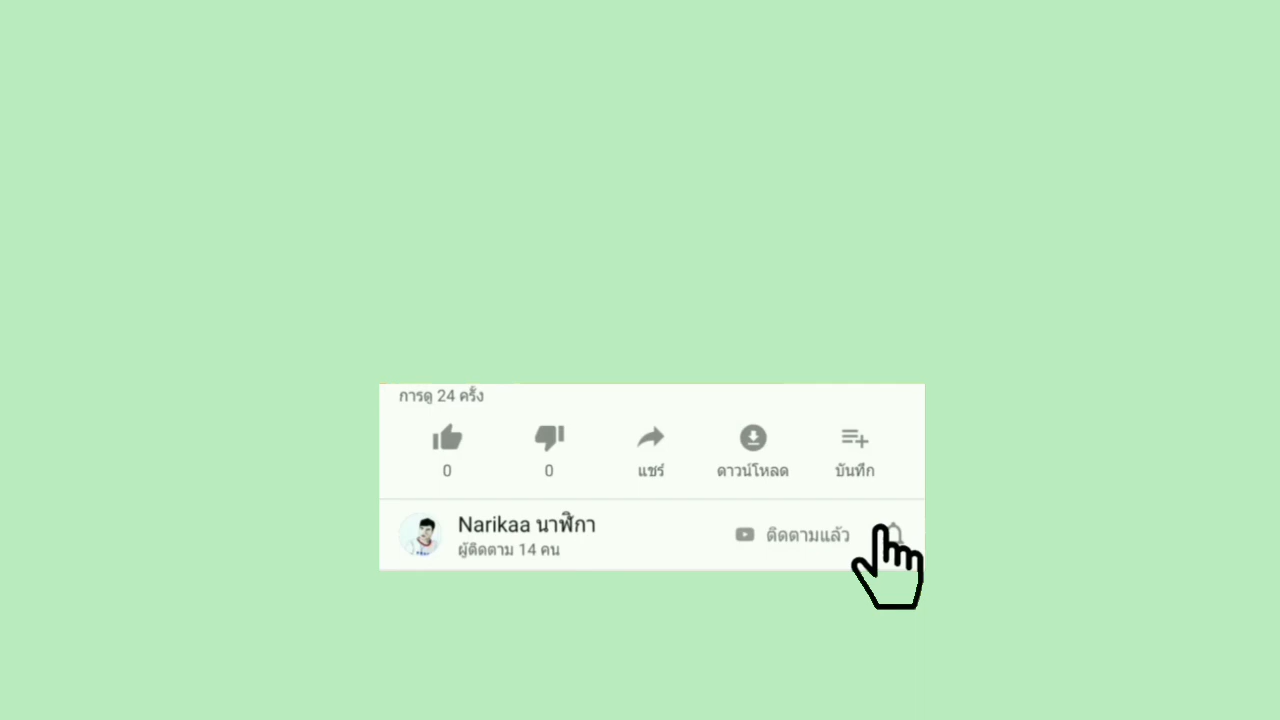 การดู 24 ครั้ง
0 0 แชร์ ดาวน์โหลด บันทึก
Narikaa นาฬิกา
ติดตามแล้ว
ผู้ติดตาม 14 คน